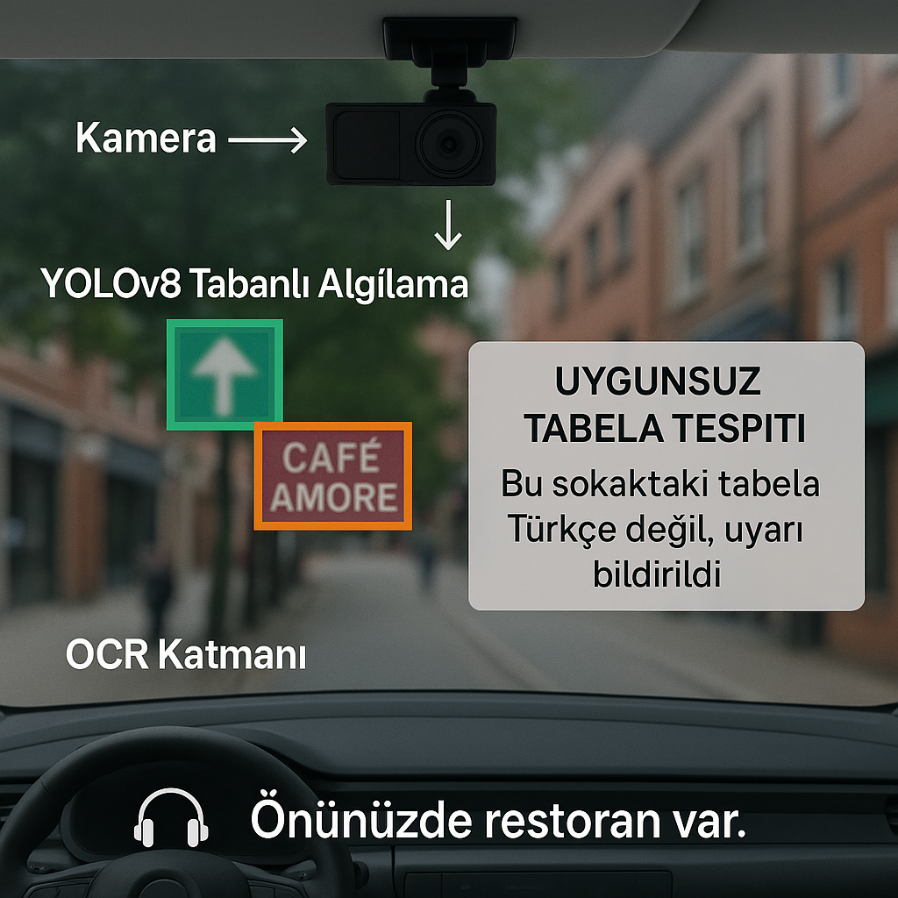 Kamera
YOLOv8 Tabanlı Algílama
CAFÉ
AMORE
UYGUNSUZ
TABELA TESPITI
Bu sokaktaki tabela
Türkçe değil, uyarı
bildirildi
OCR Katmanı
Önünüzde restoran var.